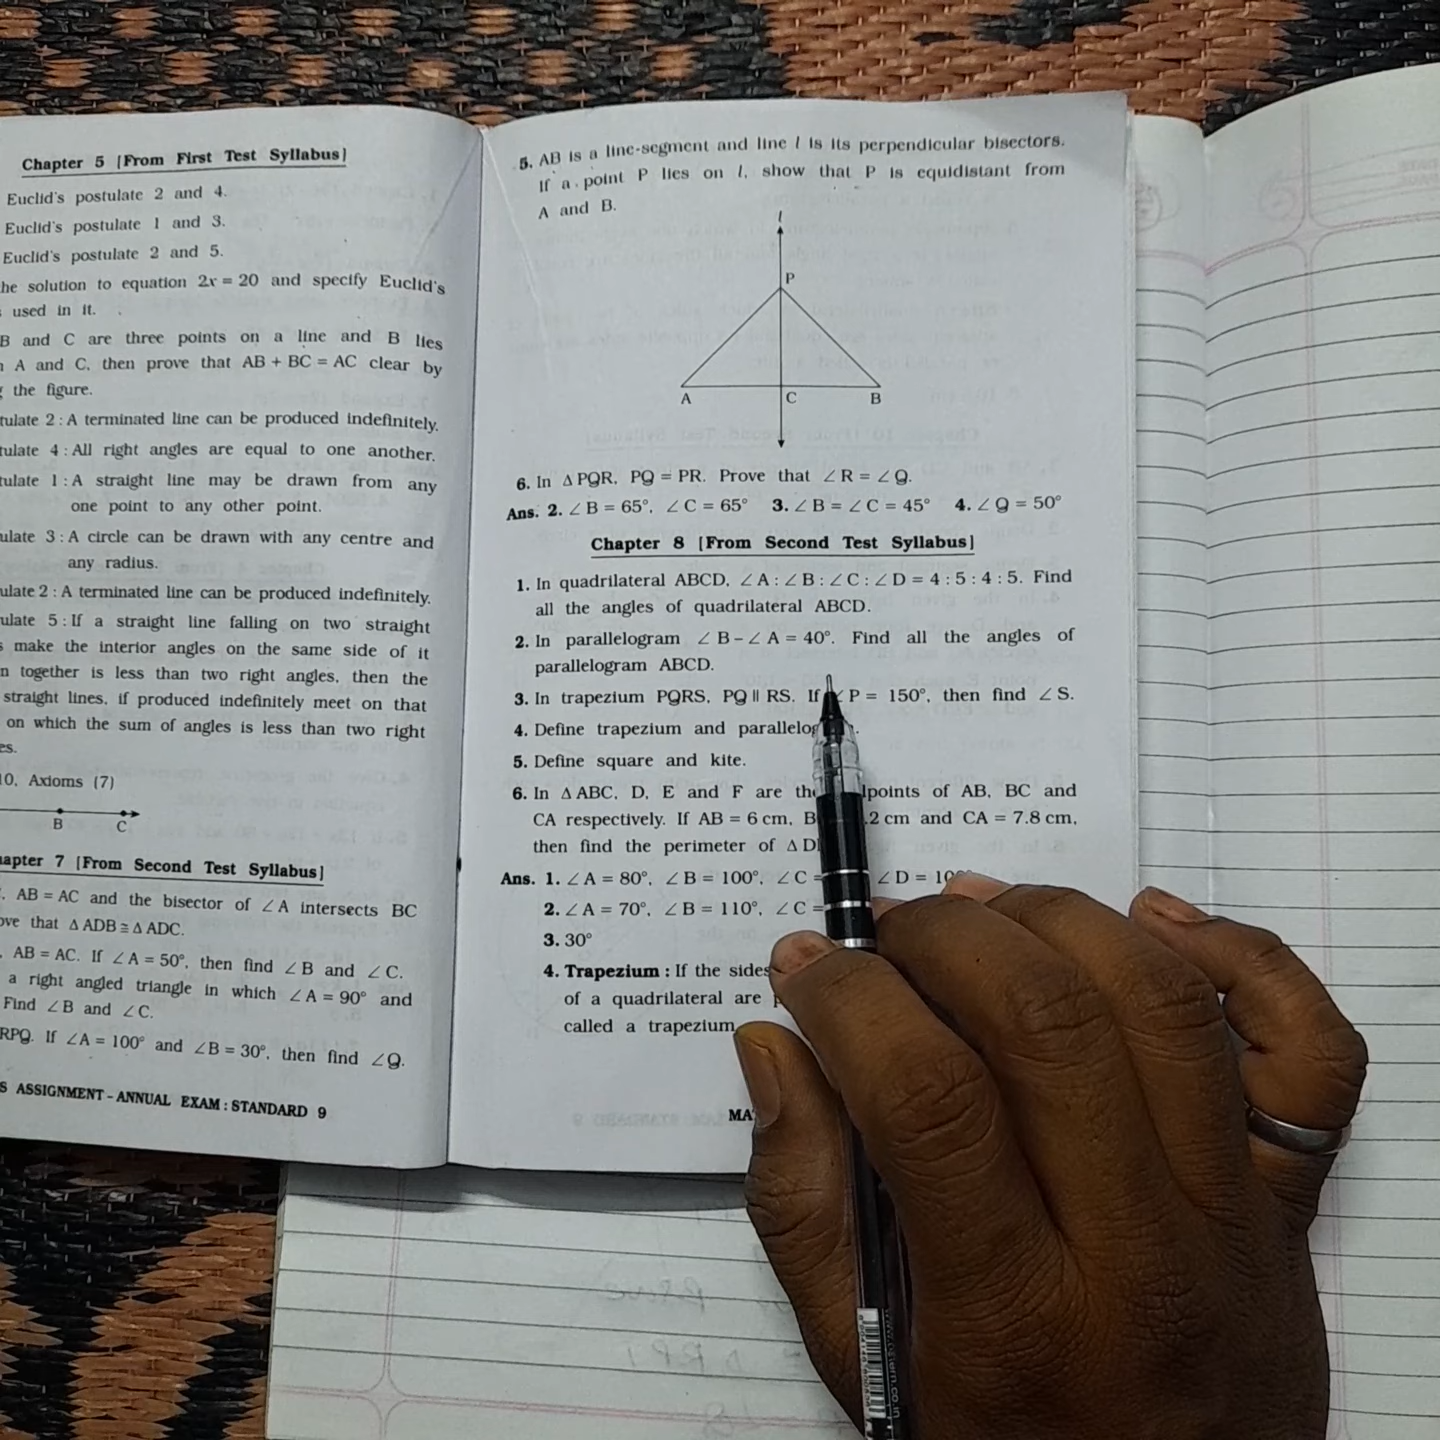 Chapter 5 [From First Test Syllabus]
Euclid's postulate 2 and 4.
Euclid's postulate 1 and 3.
Euclid's postulate 2 and 5.
he solution to equation 2x = 20 and specify Euclid's
used in it.
B and C are three points on a line and B lies
A and C, then prove that AB + BC = AC clear by
the figure.
tulate 2 : A terminated line can be produced indefinitely.
tulate 4 : All right angles are equal to one another.
tulate 1 : A straight line may be drawn from any
one point to any other point.
ulate 3 : A circle can be drawn with any centre and
any radius.
ulate 2 : A terminated line can be produced indefinitely.
ulate 5 : If a straight line falling on two straight
s make the interior angles on the same side of it
n together is less than two right angles, then the
straight lines, if produced indefinitely meet on that
on which the sum of angles is less than two right
es.
10, Axioms (7)
B C
apter 7 [From Second Test Syllabus]
AB = AC and the bisector of ∠A intersects BC
ove that Δ ADB ≅ Δ ADC.
AB = AC. If ∠A = 50°, then find ∠B and ∠C.
a right angled triangle in which ∠A = 90° and
Find ∠B and ∠C.
RPQ. If ∠A = 100° and ∠B = 30°, then find ∠Q.
S ASSIGNMENT - ANNUAL EXAM : STANDARD 9
5. AB is a line-segment and line l is its perpendicular bisectors.
If a point P lies on l, show that P is equidistant from
A and B.
l
P
A C B
6. In Δ PQR, PQ = PR. Prove that ∠R = ∠Q.
Ans. 2. ∠B = 65°, ∠C = 65° 3. ∠B = ∠C = 45° 4. ∠Q = 50°
Chapter 8 [From Second Test Syllabus]
1. In quadrilateral ABCD, ∠A : ∠B : ∠C : ∠D = 4 : 5 : 4 : 5. Find
all the angles of quadrilateral ABCD.
2. In parallelogram ∠B – ∠A = 40°. Find all the angles of
parallelogram ABCD.
3. In trapezium PQRS, PQ || RS. If ∠P = 150°, then find ∠S.
4. Define trapezium and parallelog
5. Define square and kite.
6. In Δ ABC, D, E and F are th dpoints of AB, BC and
CA respectively. If AB = 6 cm, B .2 cm and CA = 7.8 cm,
then find the perimeter of Δ D
Ans. 1. ∠A = 80°, ∠B = 100°, ∠C = ∠D = 10
2. ∠A = 70°, ∠B = 110°, ∠C =
3. 30°
4. Trapezium : If the sides
of a quadrilateral are p
called a trapezium
MA